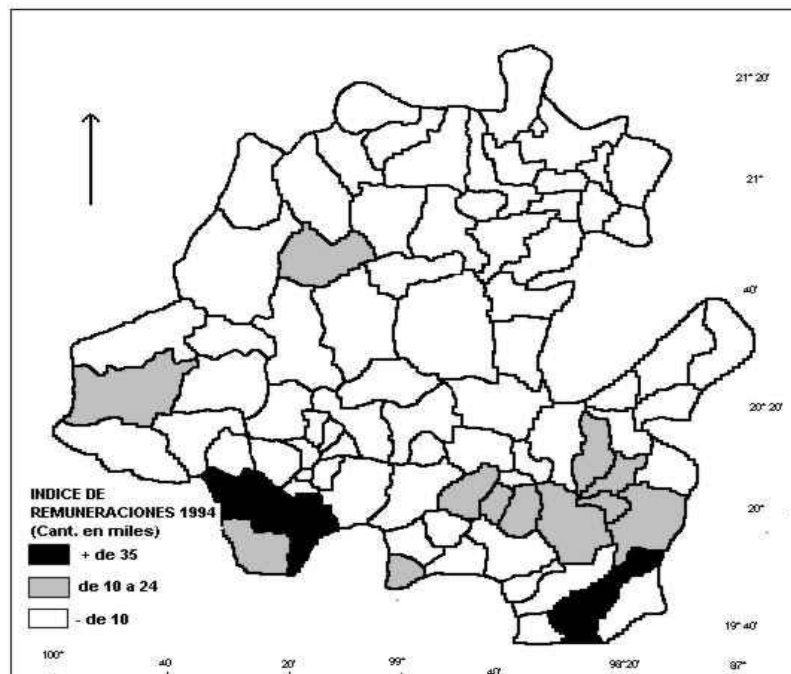 21° 20'
21°
40'
20° 20'
INDICE DE
REMUNERACIONES 1994
(Cant. en miles)
+ de 35
de 10 a 24
- de 10
20°
19° 40'
100°
40
20'
99°
40'
98°20'
87°